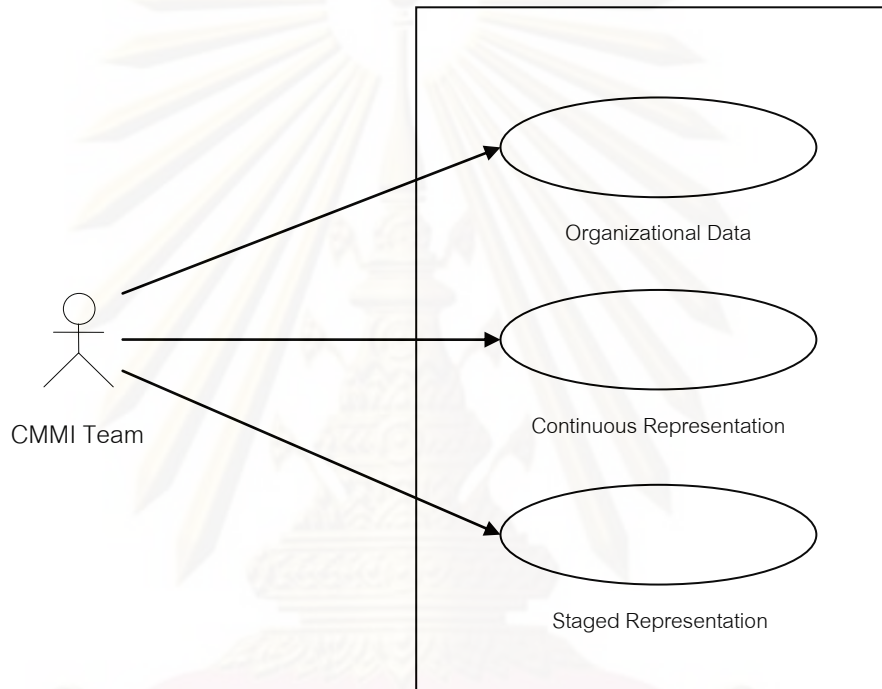 Organizational Data
CMMI Team
Continuous Representation
Staged Representation